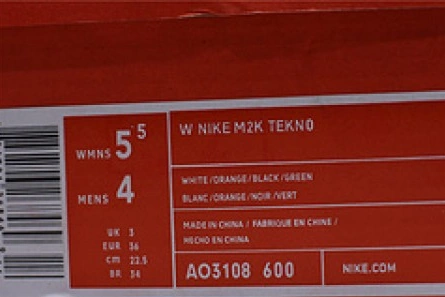 WMNS 5.5
MENS 4
UK 3
EUR 36
CM 22.5
BR 34
W NIKE M2K TEKNO
WHITE/ORANGE/BLACK/GREEN
BLANC/ORANGE/NOIR/VERT
MADE IN CHINA / FABRIQUE EN CHINE /
HECHO EN CHINA
AO3108 600
NIKE.COM